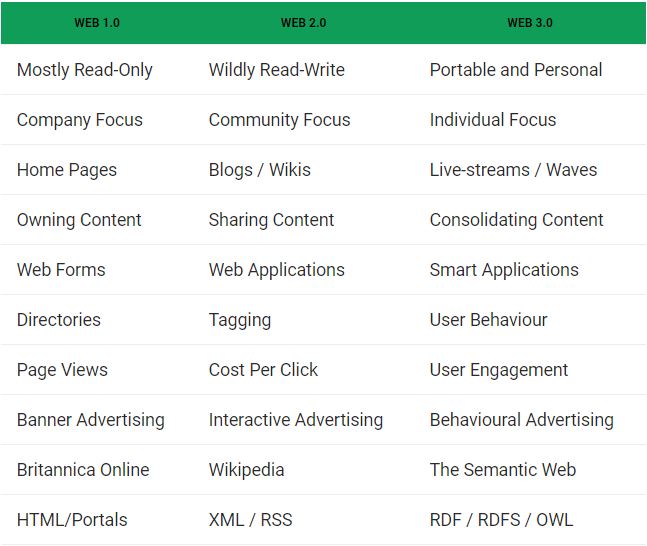 WEB 1.0 WEB 2.0 WEB 3.0
Mostly Read-Only Wildly Read-Write Portable and Personal
Company Focus Community Focus Individual Focus
Home Pages Blogs / Wikis Live-streams / Waves
Owning Content Sharing Content Consolidating Content
Web Forms Web Applications Smart Applications
Directories Tagging User Behaviour
Page Views Cost Per Click User Engagement
Banner Advertising Interactive Advertising Behavioural Advertising
Britannica Online Wikipedia The Semantic Web
HTML/Portals XML / RSS RDF / RDFS / OWL